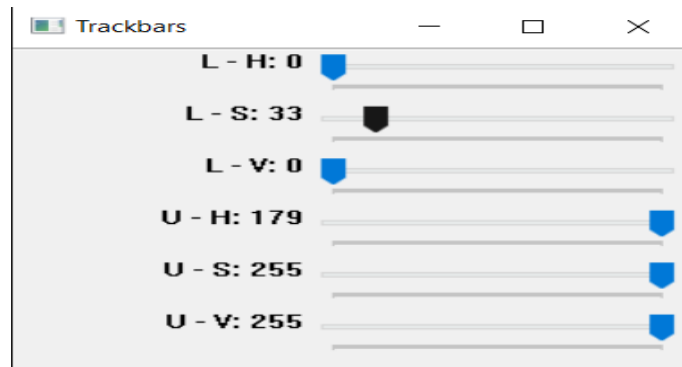 Trackbars
L - H: 0
L - S: 33
L - V: 0
U - H: 179
U - S: 255
U - V: 255